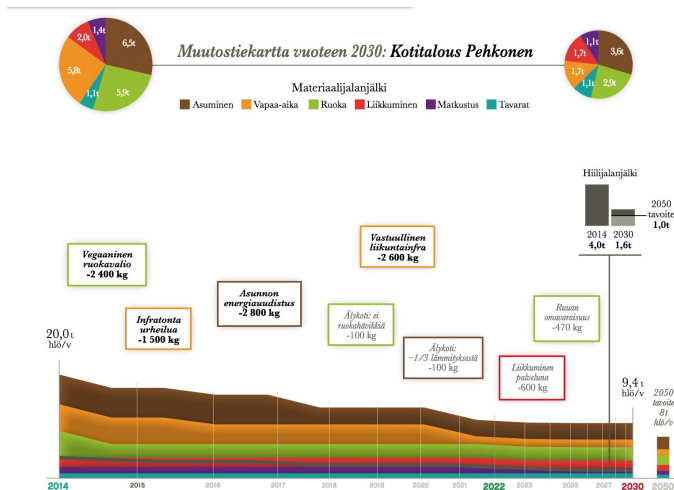 1,4t
2,0t
6,5t
5,8t
1,1t
5,9t
Muutostiekartta vuoteen 2030: Kotitalous Pehkonen
1,1t
1,7t
3,6t
1,7t
1,1t
2,9t
Materiaalijalanjälki
Asuminen Vapaa-aika Ruoka Liikkuminen Matkustus Tavarat
Hiilijalanjälki
2050
tavoite
1,0t
2014 2030
4,0t 1,6t
Vegaaninen
ruokavalio
-2 400 kg
Infratonta
urheilua
-1 500 kg
Asunnon
energiauudistus
-2 800 kg
Vastuullinen
liikuntainfra
-2 600 kg
Älykoti: ei
ruokahävikkiä
-100 kg
Älykoti:
−1/3 lämmityksestä
-100 kg
Liikkuminen
palveluna
-600 kg
Ruuan
omavaraisuus
-470 kg
20,0 t
hlö/v
9,4 t
hlö/v
2050
tavoite
8t
hlö/v
2014 2015 2016 2017 2018 2019 2020 2021 2022 2023 2025 2027 2030 2050